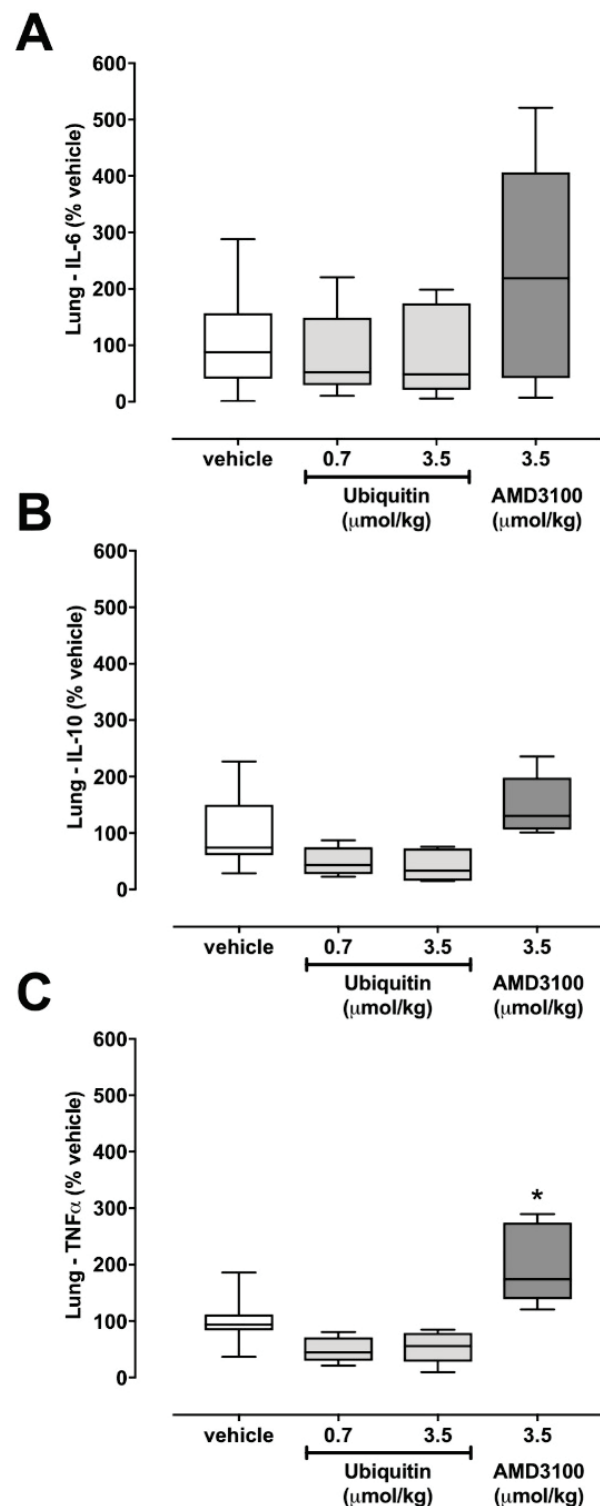 A
Lung - IL-6 (% vehicle)
600
500
400
300
200
100
0
vehicle 0.7 3.5 3.5
Ubiquitin AMD3100
(μmol/kg) (μmol/kg)
B
Lung - IL-10 (% vehicle)
600
500
400
300
200
100
0
vehicle 0.7 3.5 3.5
Ubiquitin AMD3100
(μmol/kg) (μmol/kg)
C
Lung - TNFα (% vehicle)
600
500
400
300
*
200
100
0
vehicle 0.7 3.5 3.5
Ubiquitin AMD3100
(μmol/kg) (μmol/kg)